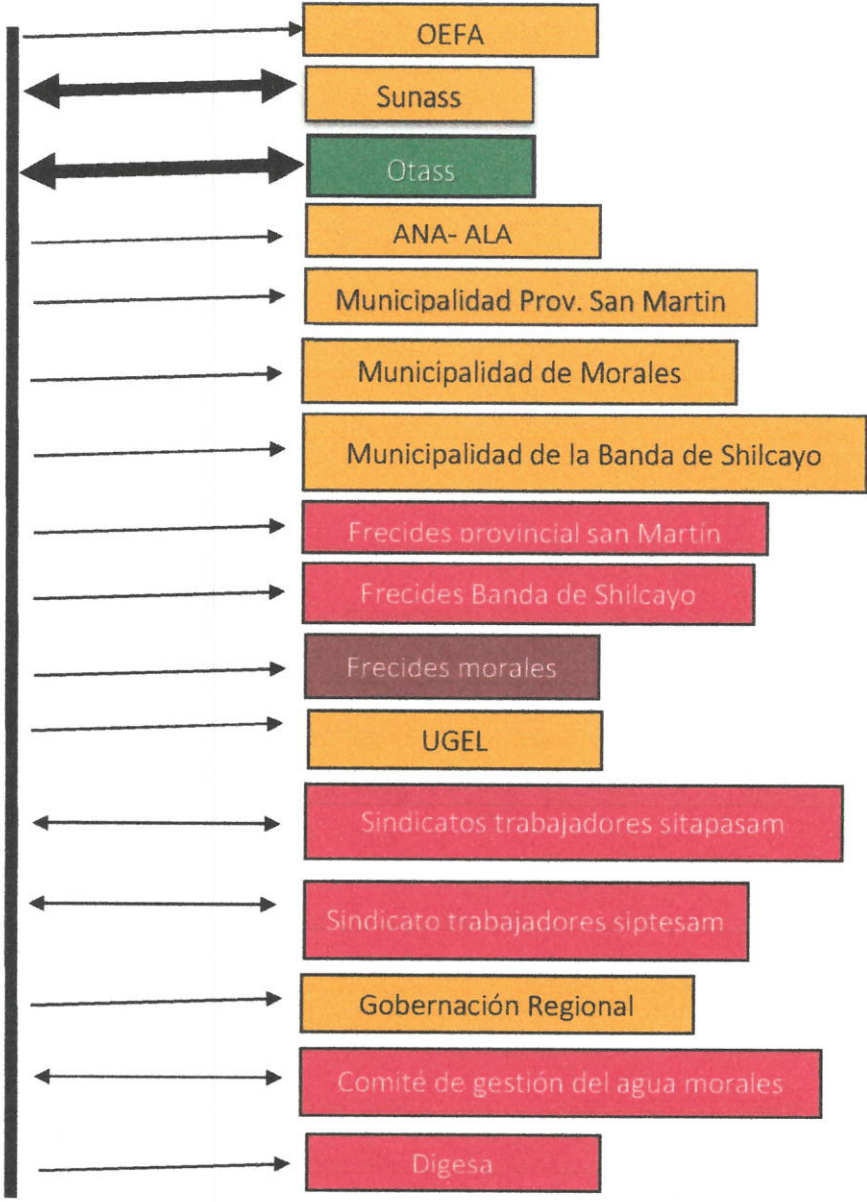 OEFA
Sunass
Otass
ANA- ALA
Municipalidad Prov. San Martin
Municipalidad de Morales
Municipalidad de la Banda de Shilcayo
Frecides provincial san Martín
Frecides Banda de Shilcayo
Frecides morales
UGEL
Sindicatos trabajadores sitapasam
Sindicato trabajadores siptesam
Gobernación Regional
Comité de gestión del agua morales
Digesa